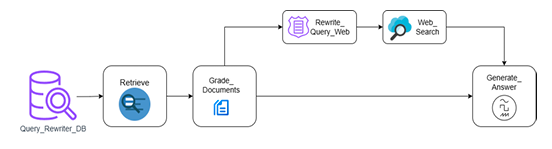 Rewrite_
Query_Web
Web_
Search
Retrieve
Grade_
Documents
Generate_
Answer
Query_Rewriter_DB